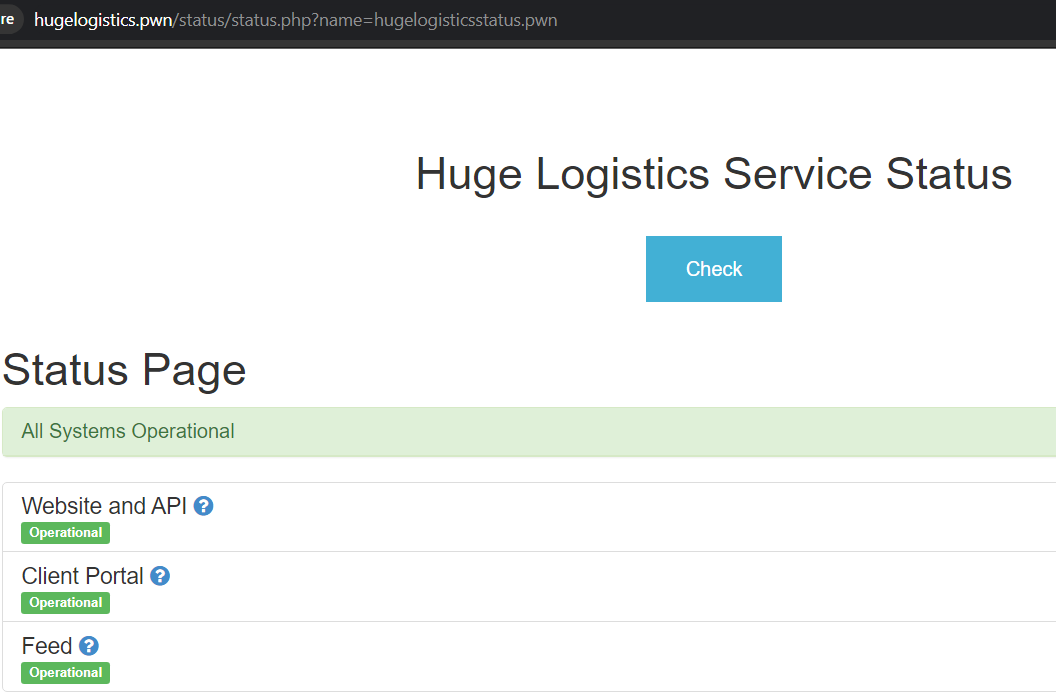 re hugelogistics.pwn/status/status.php?name=hugelogisticsstatus.pwn
Huge Logistics Service Status
Check
Status Page
All Systems Operational
Website and API ?
Operational
Client Portal ?
Operational
Feed ?
Operational